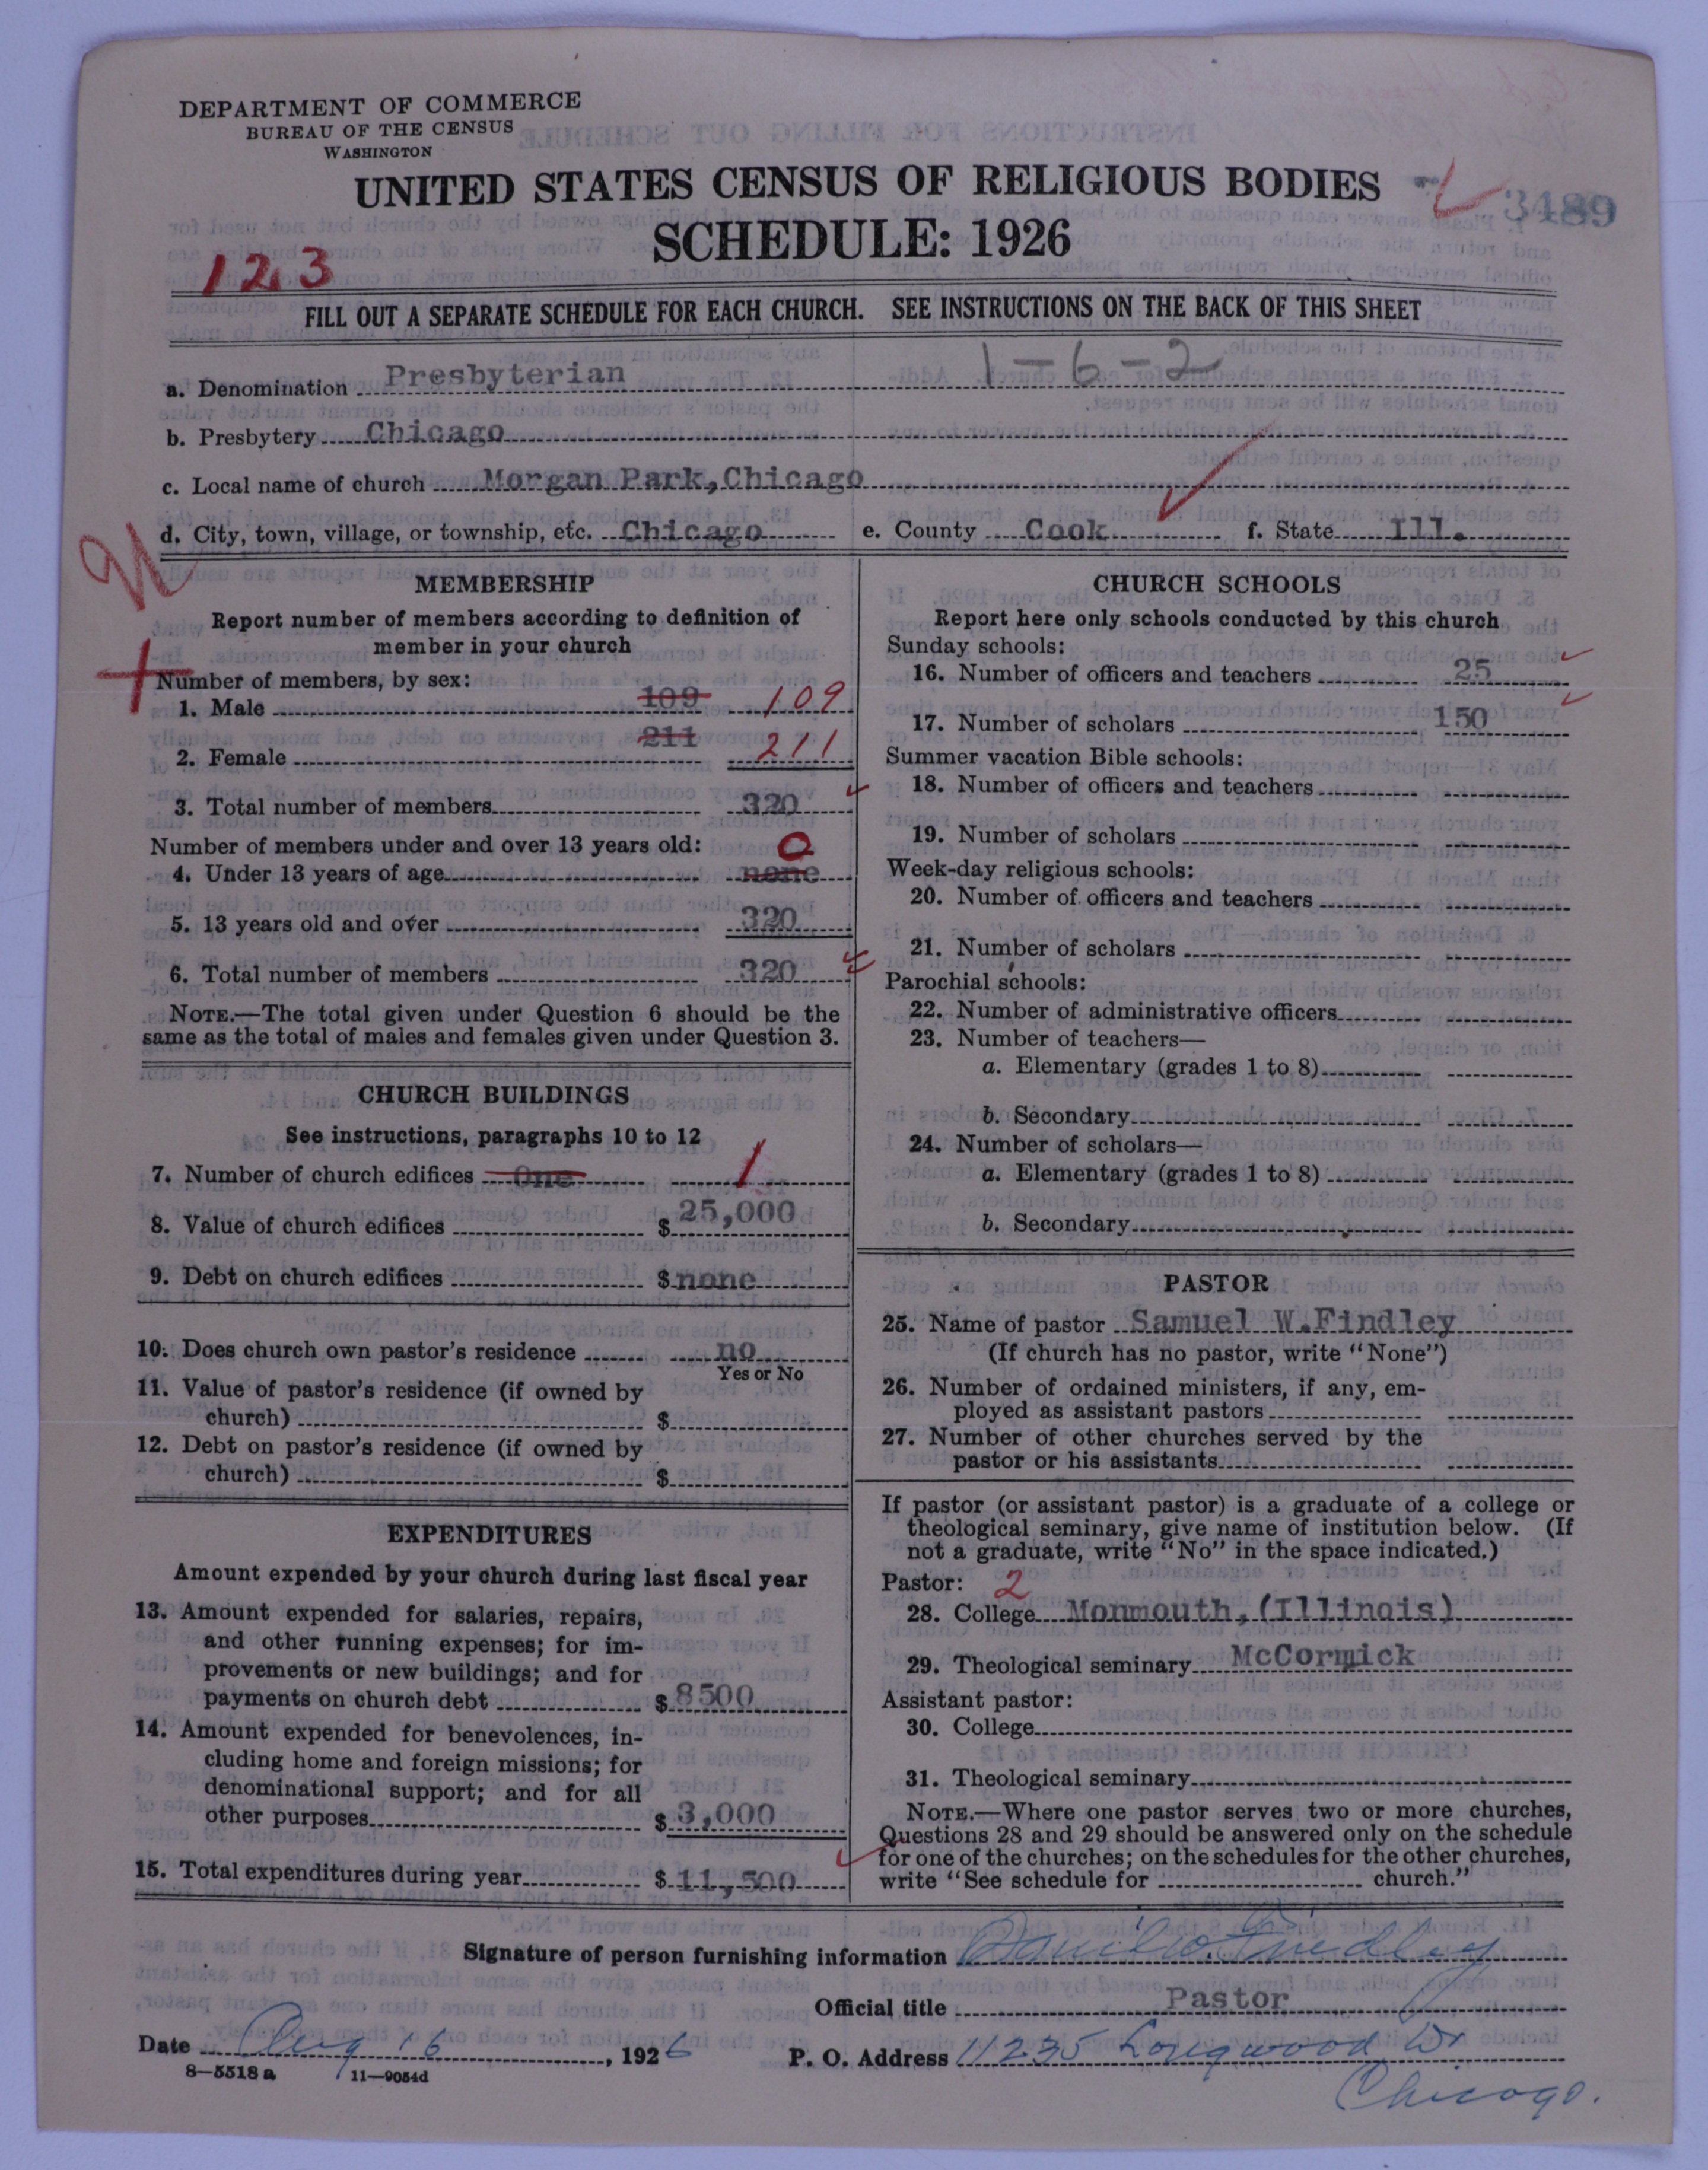 DEPARTMENT OF COMMERCE
BUREAU OF THE CENSUS
WASHINGTON
UNITED STATES CENSUS OF RELIGIOUS BODIES
3489
SCHEDULE: 1926
123
FILL OUT A SEPARATE SCHEDULE FOR EACH CHURCH. SEE INSTRUCTIONS ON THE BACK OF THIS SHEET
1-6-2
a. Denomination Presbyterian
b. Presbytery Chicago
c. Local name of church Morgan Park, Chicago
d. City, town, village, or township, etc. Chicago e. County Cook f. State Ill.
MEMBERSHIP
Report number of members according to definition of
member in your church
Number of members, by sex:
1. Male 109 109
2. Female 211 211
3. Total number of members 320
Number of members under and over 13 years old: 0
4. Under 13 years of age none
5. 13 years old and over 320
6. Total number of members 320
NOTE.—The total given under Question 6 should be the
same as the total of males and females given under Question 3.
CHURCH BUILDINGS
See instructions, paragraphs 10 to 12
7. Number of church edifices One 1
8. Value of church edifices $ 25,000
9. Debt on church edifices $ none
10. Does church own pastor's residence no
Yes or No
11. Value of pastor's residence (if owned by
church) $
12. Debt on pastor's residence (if owned by
church) $
EXPENDITURES
Amount expended by your church during last fiscal year
13. Amount expended for salaries, repairs,
and other running expenses; for im-
provements or new buildings; and for
payments on church debt $ 8500
14. Amount expended for benevolences, in-
cluding home and foreign missions; for
denominational support; and for all
other purposes $ 3,000
15. Total expenditures during year $ 11,500
CHURCH SCHOOLS
Report here only schools conducted by this church
Sunday schools:
16. Number of officers and teachers 25
17. Number of scholars 150
Summer vacation Bible schools:
18. Number of officers and teachers
19. Number of scholars
Week-day religious schools:
20. Number of officers and teachers
21. Number of scholars
Parochial schools:
22. Number of administrative officers
23. Number of teachers—
a. Elementary (grades 1 to 8)
b. Secondary
24. Number of scholars—
a. Elementary (grades 1 to 8)
b. Secondary
PASTOR
25. Name of pastor Samuel W. Findley
(If church has no pastor, write "None")
26. Number of ordained ministers, if any, em-
ployed as assistant pastors
27. Number of other churches served by the
pastor or his assistants
If pastor (or assistant pastor) is a graduate of a college or
theological seminary, give name of institution below. (If
not a graduate, write "No" in the space indicated.)
Pastor: 2
28. College Monmouth, (Illinois)
29. Theological seminary McCormick
Assistant pastor:
30. College
31. Theological seminary
NOTE.—Where one pastor serves two or more churches,
Questions 28 and 29 should be answered only on the schedule
for one of the churches; on the schedules for the other churches,
write "See schedule for church."
Signature of person furnishing information Saml W. Findley
Official title Pastor
Date Aug 16, 1926 P. O. Address 11235 Longwood Dr
8—5518 a 11—9054d
Chicago.